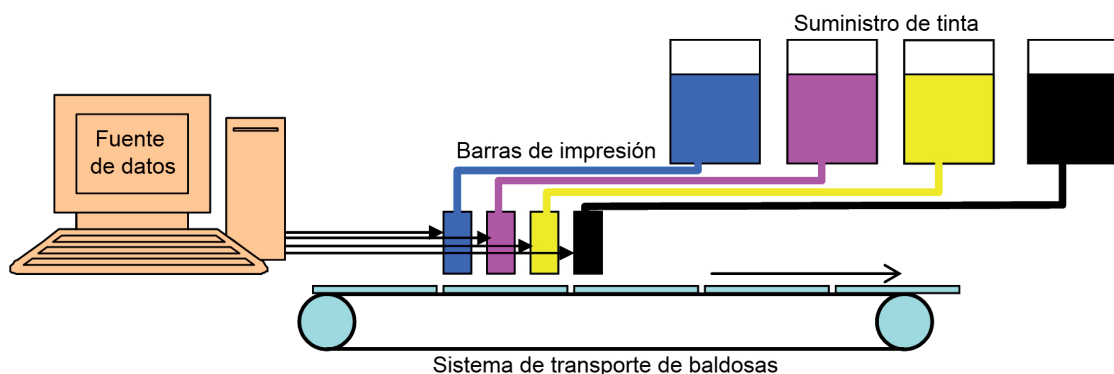 Suministro de tinta
Fuente
de datos
Barras de impresión
Sistema de transporte de baldosas